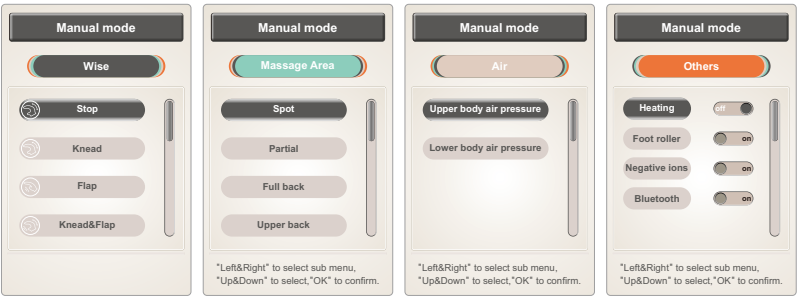 Manual mode
Wise
Stop
Knead
Flap
Knead&Flap
Manual mode
Massage Area
Spot
Partial
Full back
Upper back
"Left&Right" to select sub menu,
"Up&Down" to select,"OK" to confirm.
Manual mode
Air
Upper body air pressure
Lower body air pressure
"Left&Right" to select sub menu,
"Up&Down" to select,"OK" to confirm.
Manual mode
Others
Heating off
Foot roller on
Negative ions on
Bluetooth on
"Left&Right" to select sub menu,
"Up&Down" to select,"OK" to confirm.